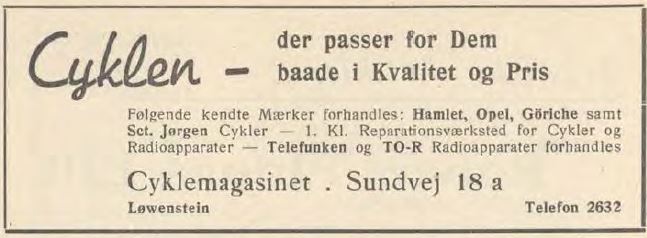 Cyklen – der passer for Dem
baade i Kvalitet og Pris
Følgende kendte Mærker forhandles: Hamlet, Opel, Göriche samt
Sct. Jørgen Cykler — 1. Kl. Reparationsværksted for Cykler og
Radioapparater — Telefunken og TO-R Radioapparater forhandles
Cyklemagasinet . Sundvej 18 a
Løwenstein Telefon 2632